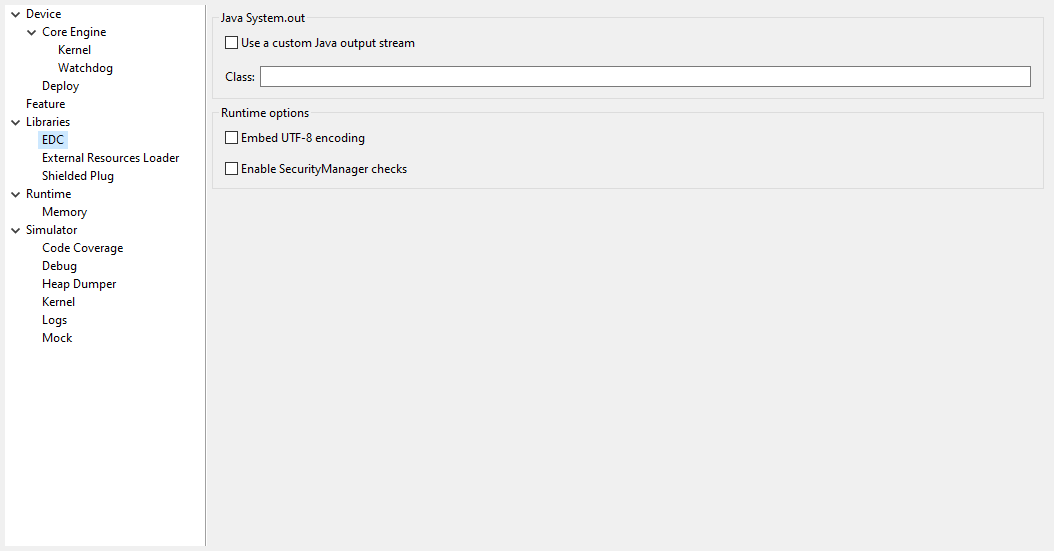 Device
Core Engine
Kernel
Watchdog
Deploy
Feature
Libraries
EDC
External Resources Loader
Shielded Plug
Runtime
Memory
Simulator
Code Coverage
Debug
Heap Dumper
Kernel
Logs
Mock
Java System.out
Use a custom Java output stream
Class:
Runtime options
Embed UTF-8 encoding
Enable SecurityManager checks